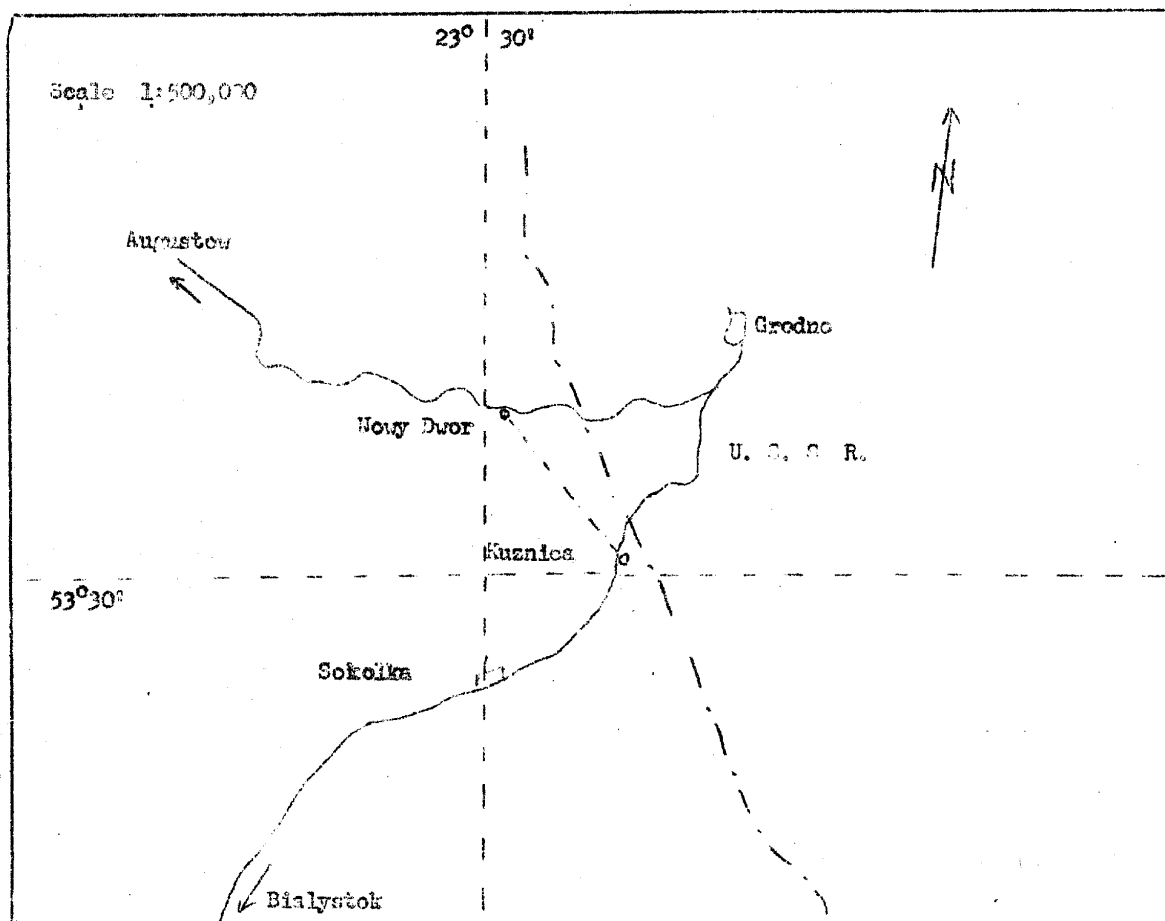 23° 30'
Scale 1:500,000
N
Augustow
Grodno
Nowy Dwor
U. S. S R.
Kuznica
53°30'
Sokolka
Bialystok